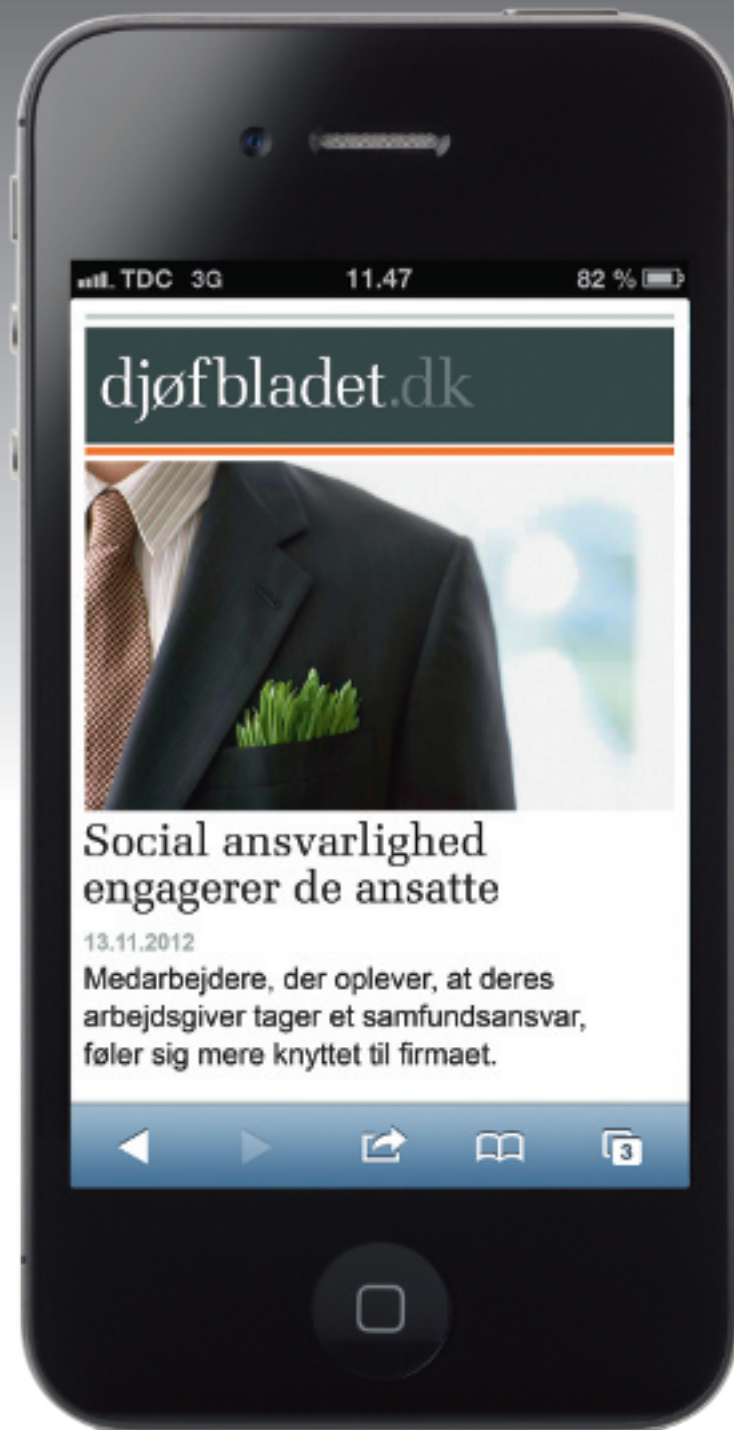 TDC 3G 11.47 82 %
djøfbladet.dk
Social ansvarlighed
engagerer de ansatte
13.11.2012
Medarbejdere, der oplever, at deres
arbejdsgiver tager et samfundsansvar,
føler sig mere knyttet til firmaet.
3